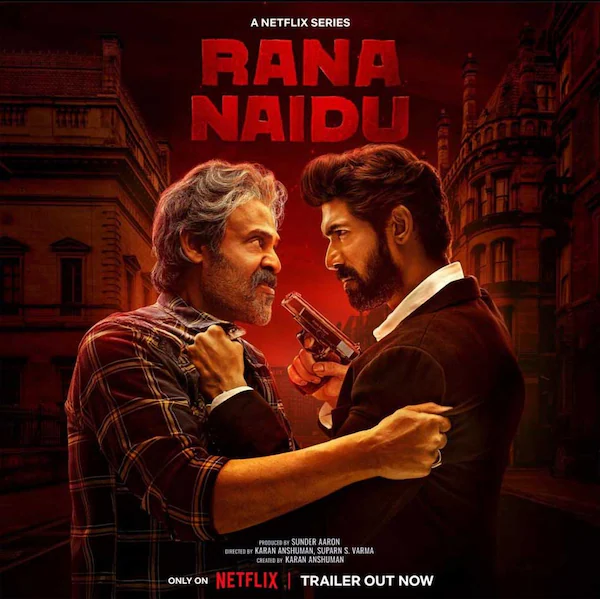 A NETFLIX SERIES
RANA
NAIDU
PRODUCED BY SUNDER AARON
DIRECTED BY KARAN ANSHUMAN, SUPARN S. VARMA
CREATED BY KARAN ANSHUMAN
ONLY ON NETFLIX | TRAILER OUT NOW